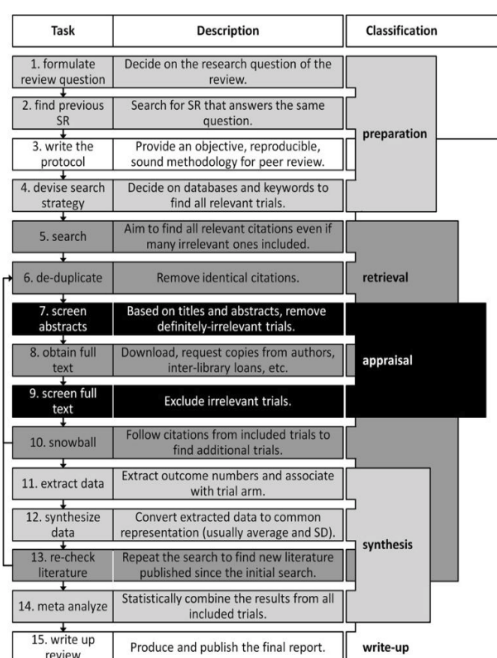 Task Description Classification
1. formulate
review question
Decide on the research question of the
review.
2. find previous
SR
Search for SR that answers the same
question.
3. write the
protocol
Provide an objective, reproducible,
sound methodology for peer review.
preparation
4. devise search
strategy
Decide on databases and keywords to
find all relevant trials.
5. search
Aim to find all relevant citations even if
many irrelevant ones included.
6. de-duplicate
Remove identical citations.
retrieval
7. screen
abstracts
Based on titles and abstracts, remove
definitely-irrelevant trials.
8. obtain full
text
Download, request copies from authors,
inter-library loans, etc.
appraisal
9. screen full
text
Exclude irrelevant trials.
10. snowball
Follow citations from included trials to
find additional trials.
11. extract data
Extract outcome numbers and associate
with trial arm.
12. synthesize
data
Convert extracted data to common
representation (usually average and SD).
synthesis
13. re-check
literature
Repeat the search to find new literature
published since the initial search.
14. meta analyze
Statistically combine the results from all
included trials.
15. write up
review
Produce and publish the final report.
write-up